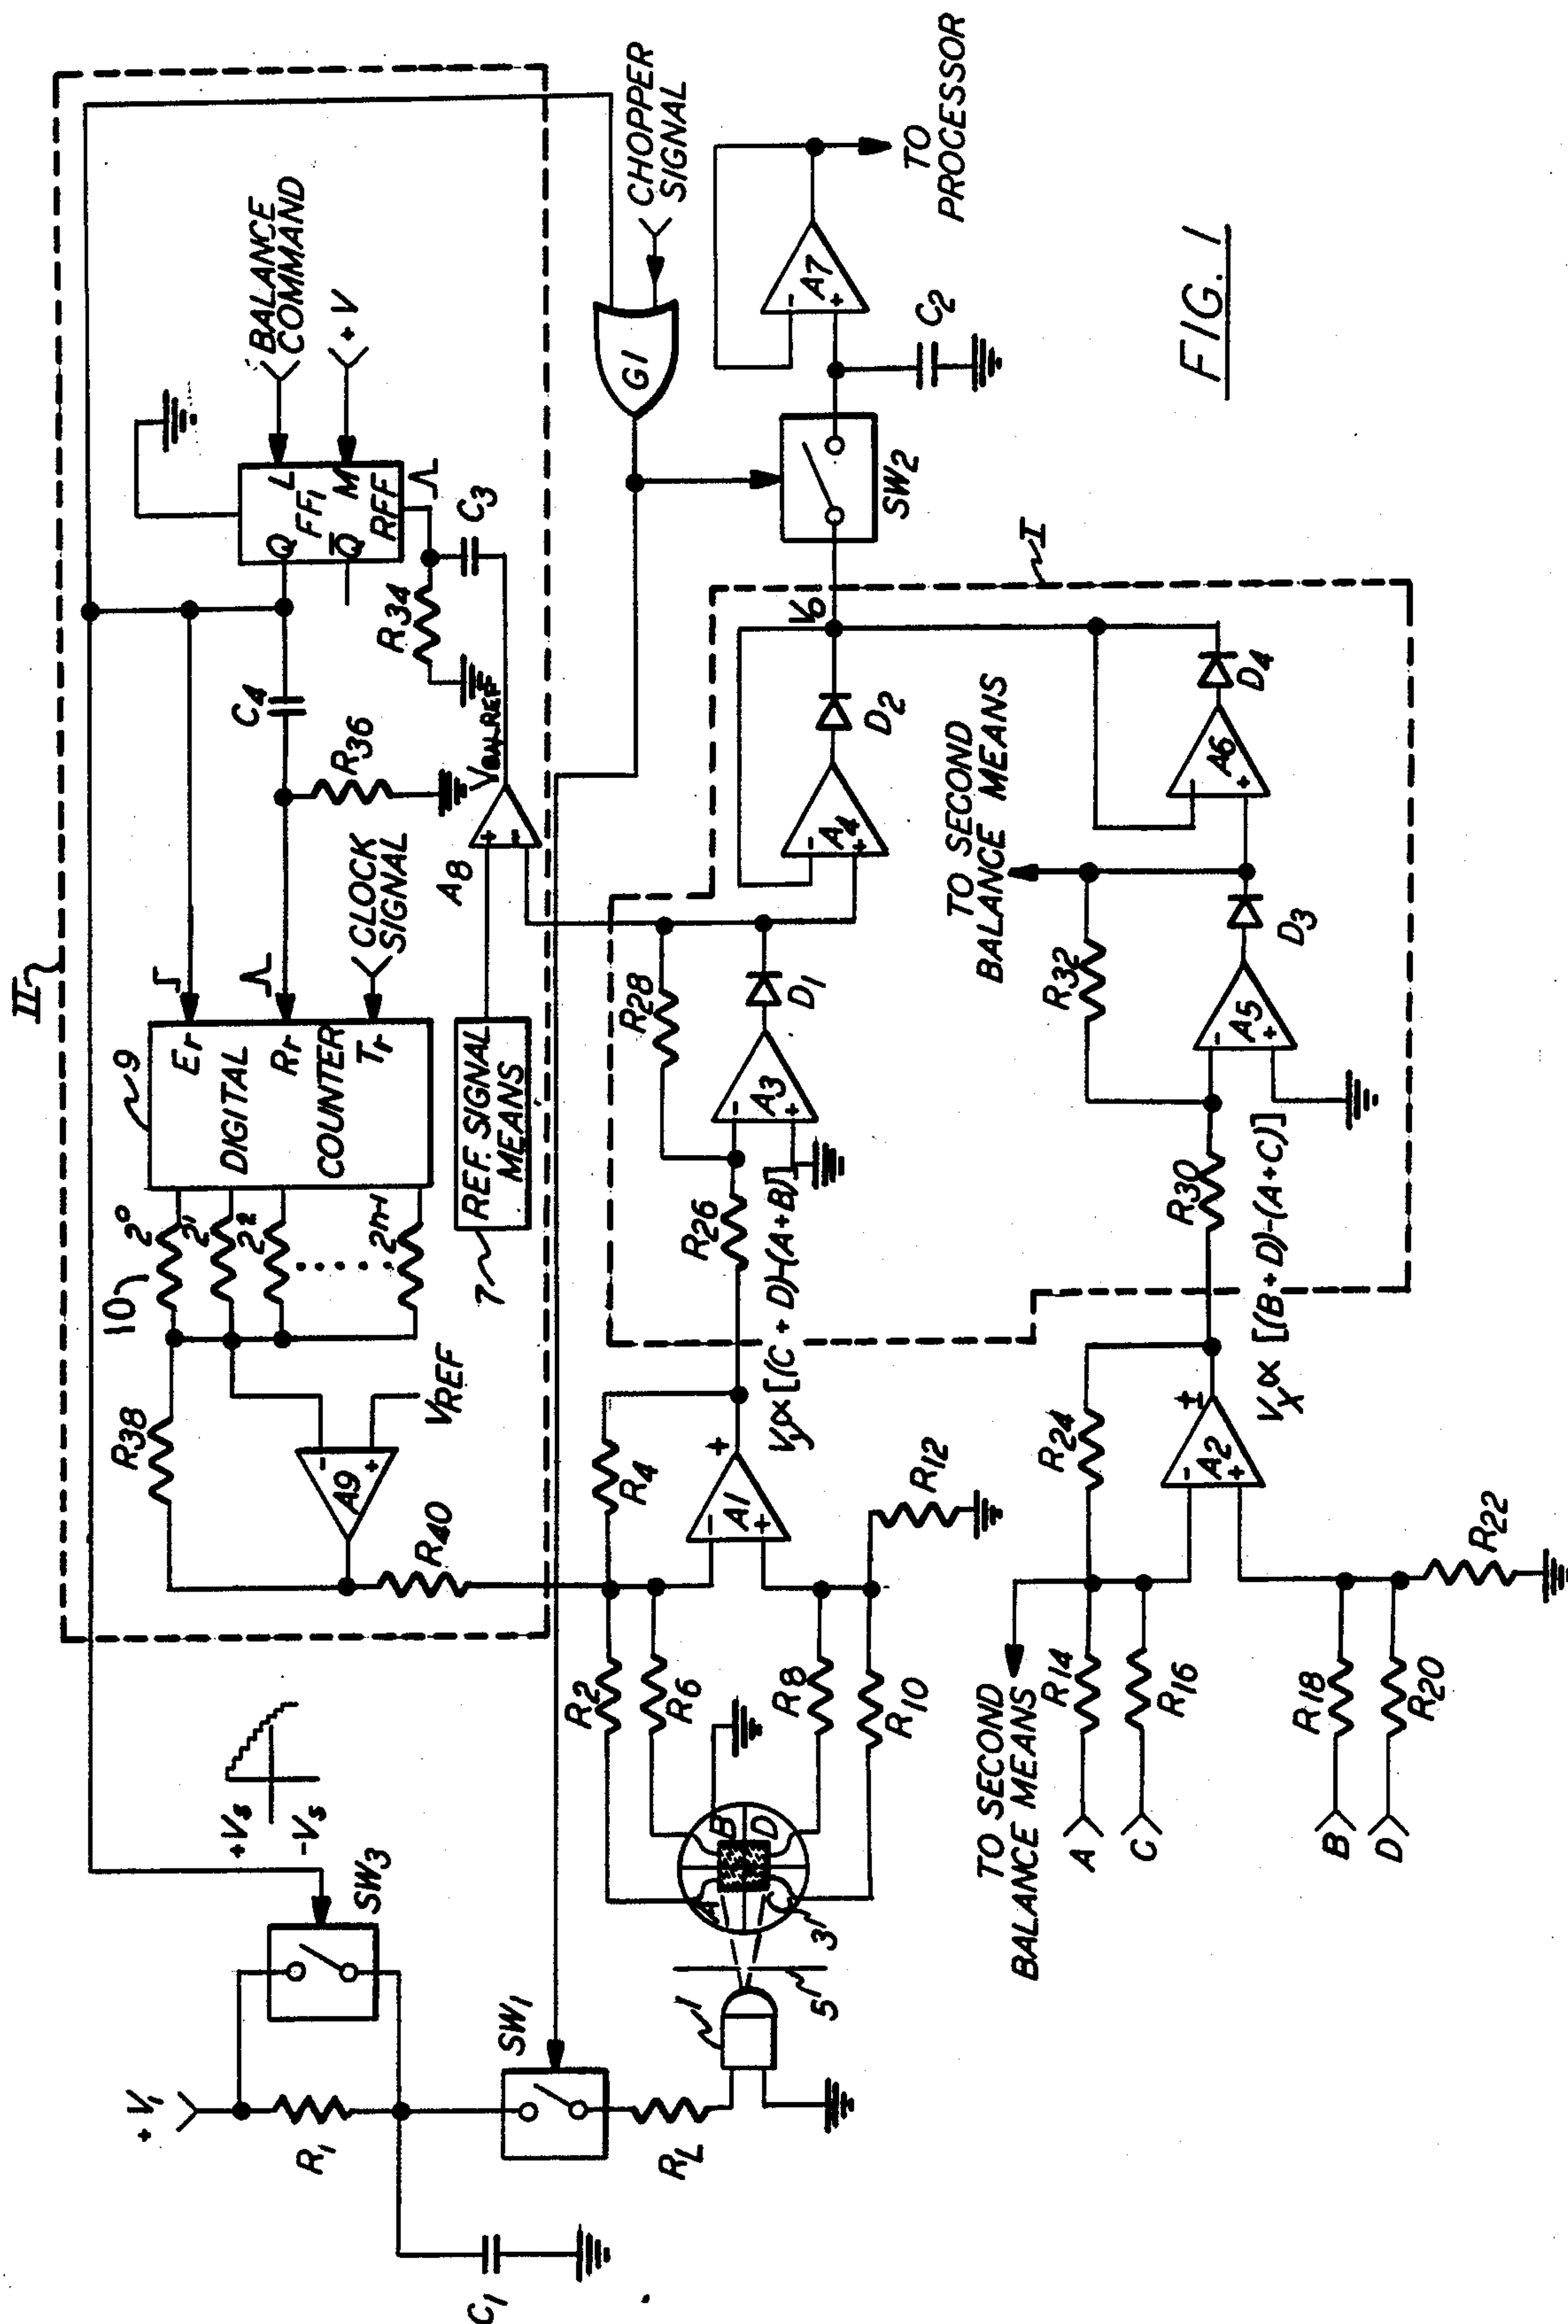 II
BALANCE
COMMAND
+V
Q
L
FF1
Q
M
RFF
C4
R36
R34
C3
9
Er
Rr
Tr
DIGITAL
COUNTER
CLOCK
SIGNAL
10
2⁰
2¹
2²
2ⁿ⁻¹
R38
A9
- +
VREF
R40
7
REF. SIGNAL
MEANS
A8
+ -
VBAL.REF
G1
CHOPPER
SIGNAL
+Vs
-Vs
SW3
+V1
R1
C1
SW1
RL
1
5
3
A
B
C
D
R2
R6
R8
R10
R4
A1
- +
+
R12
Vy∝[(C+D)-(A+B)]
R26
R28
A3
- +
D1
A4
- +
D2
Vo
I
SW2
C2
A7
- +
TO
PROCESSOR
TO SECOND
BALANCE MEANS
A
C
B
D
R14
R16
R18
R20
R22
R24
A2
- +
±
Vx∝[(B+D)-(A+C)]
R30
R32
A5
- +
D3
TO SECOND
BALANCE MEANS
A6
- +
D4
FIG. 1